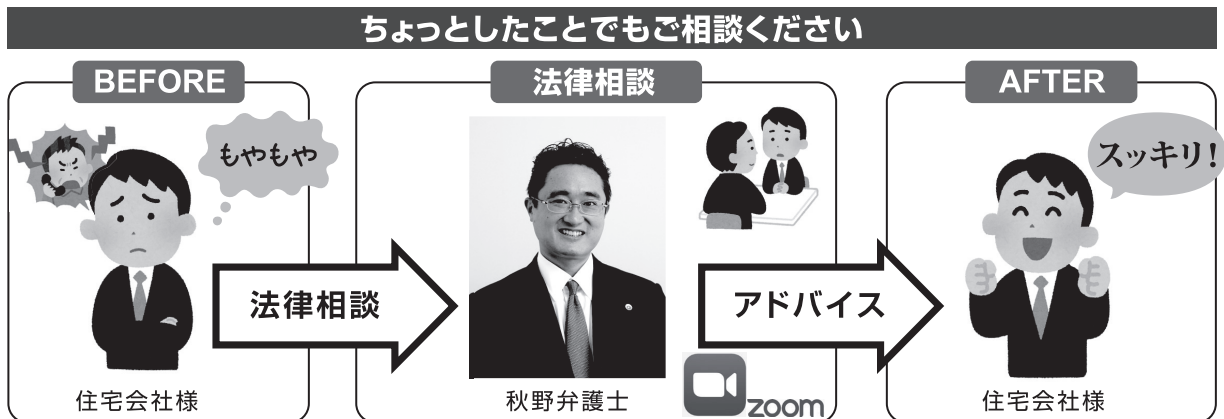 ちょっとしたことでもご相談ください
BEFORE
もやもや
住宅会社様
法律相談
法律相談
秋野弁護士
zoom
アドバイス
AFTER
スッキリ!
住宅会社様